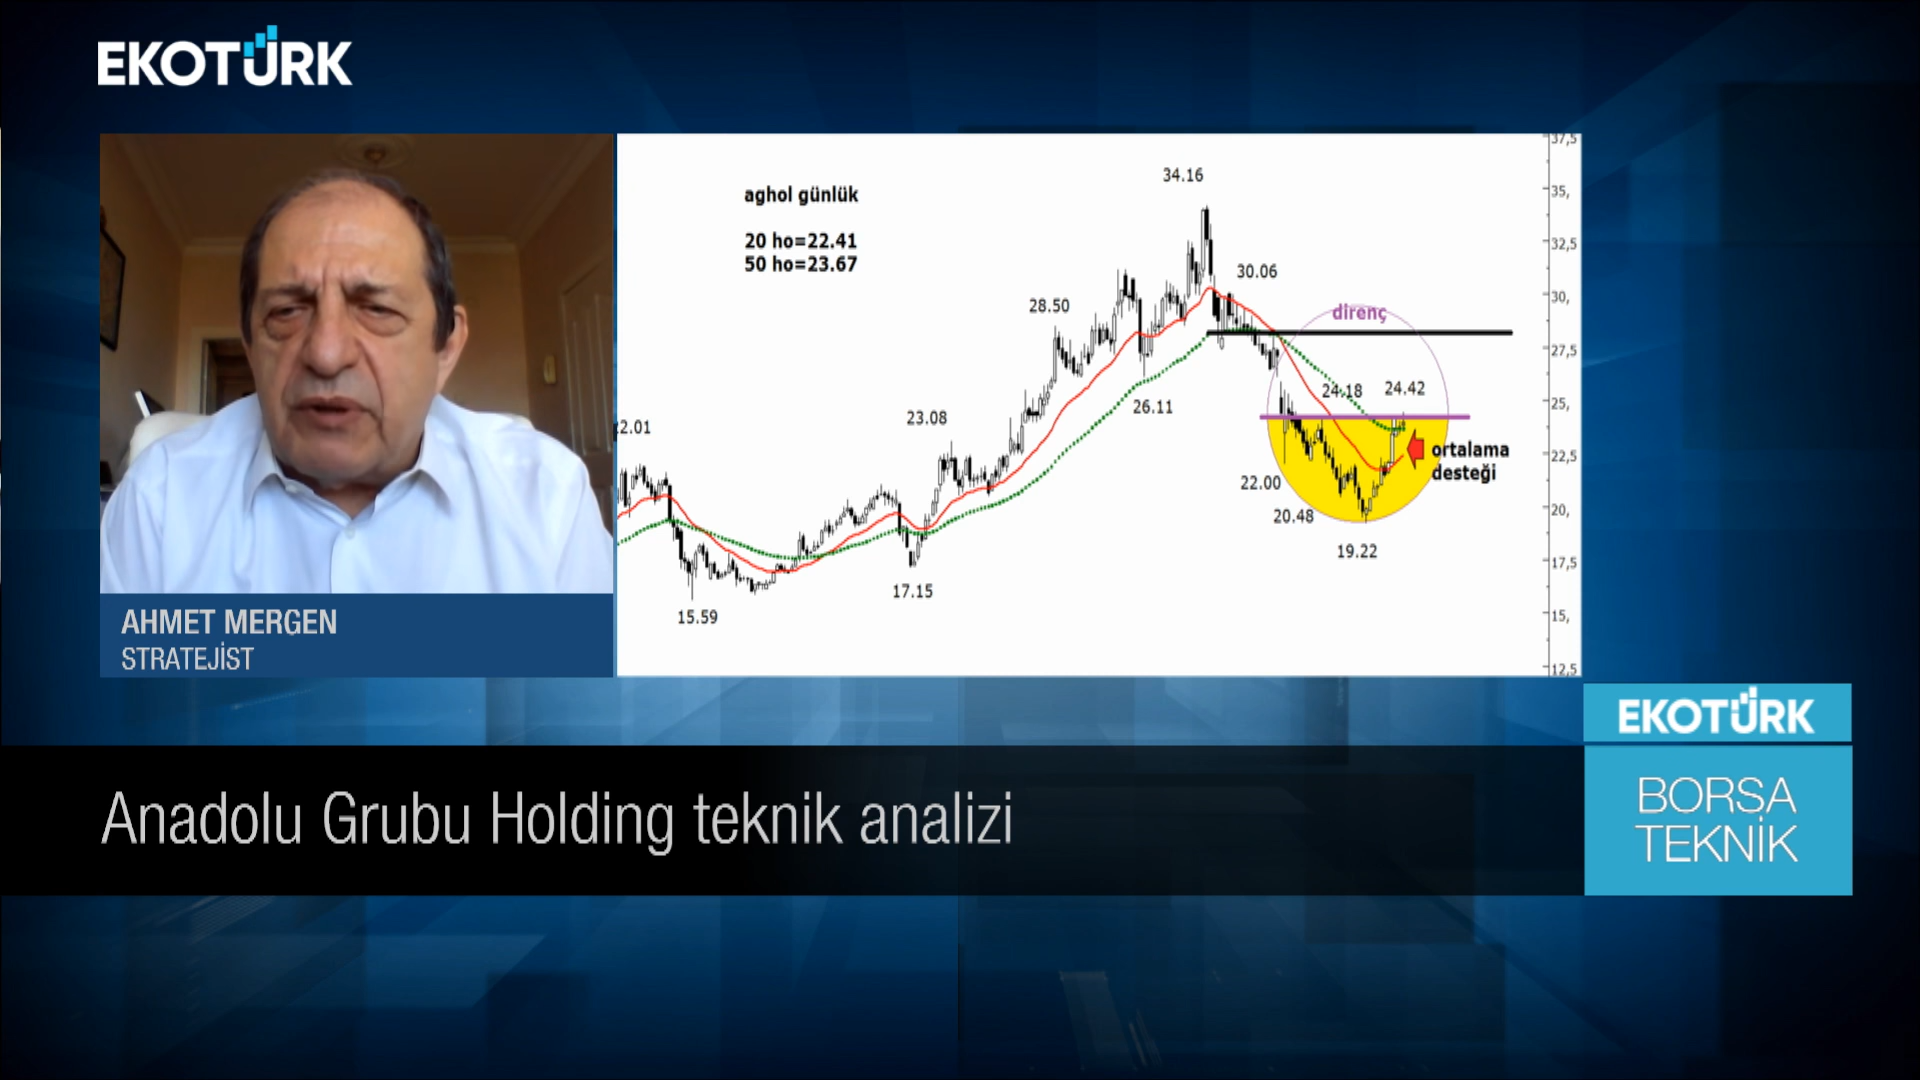 EKOTÜRK
aghol günlük
20 ho=22.41
50 ho=23.67
34.16
30.06
28.50
direnç
24.18
24.42
26.11
23.08
2.01
ortalama
desteği
22.00
20.48
19.22
17.15
15.59
37,5
35,
32,5
30,
27,5
25,
22,5
20,
17,5
15,
12,5
AHMET MERGEN
STRATEJİST
EKOTÜRK
BORSA
TEKNİK
Anadolu Grubu Holding teknik analizi